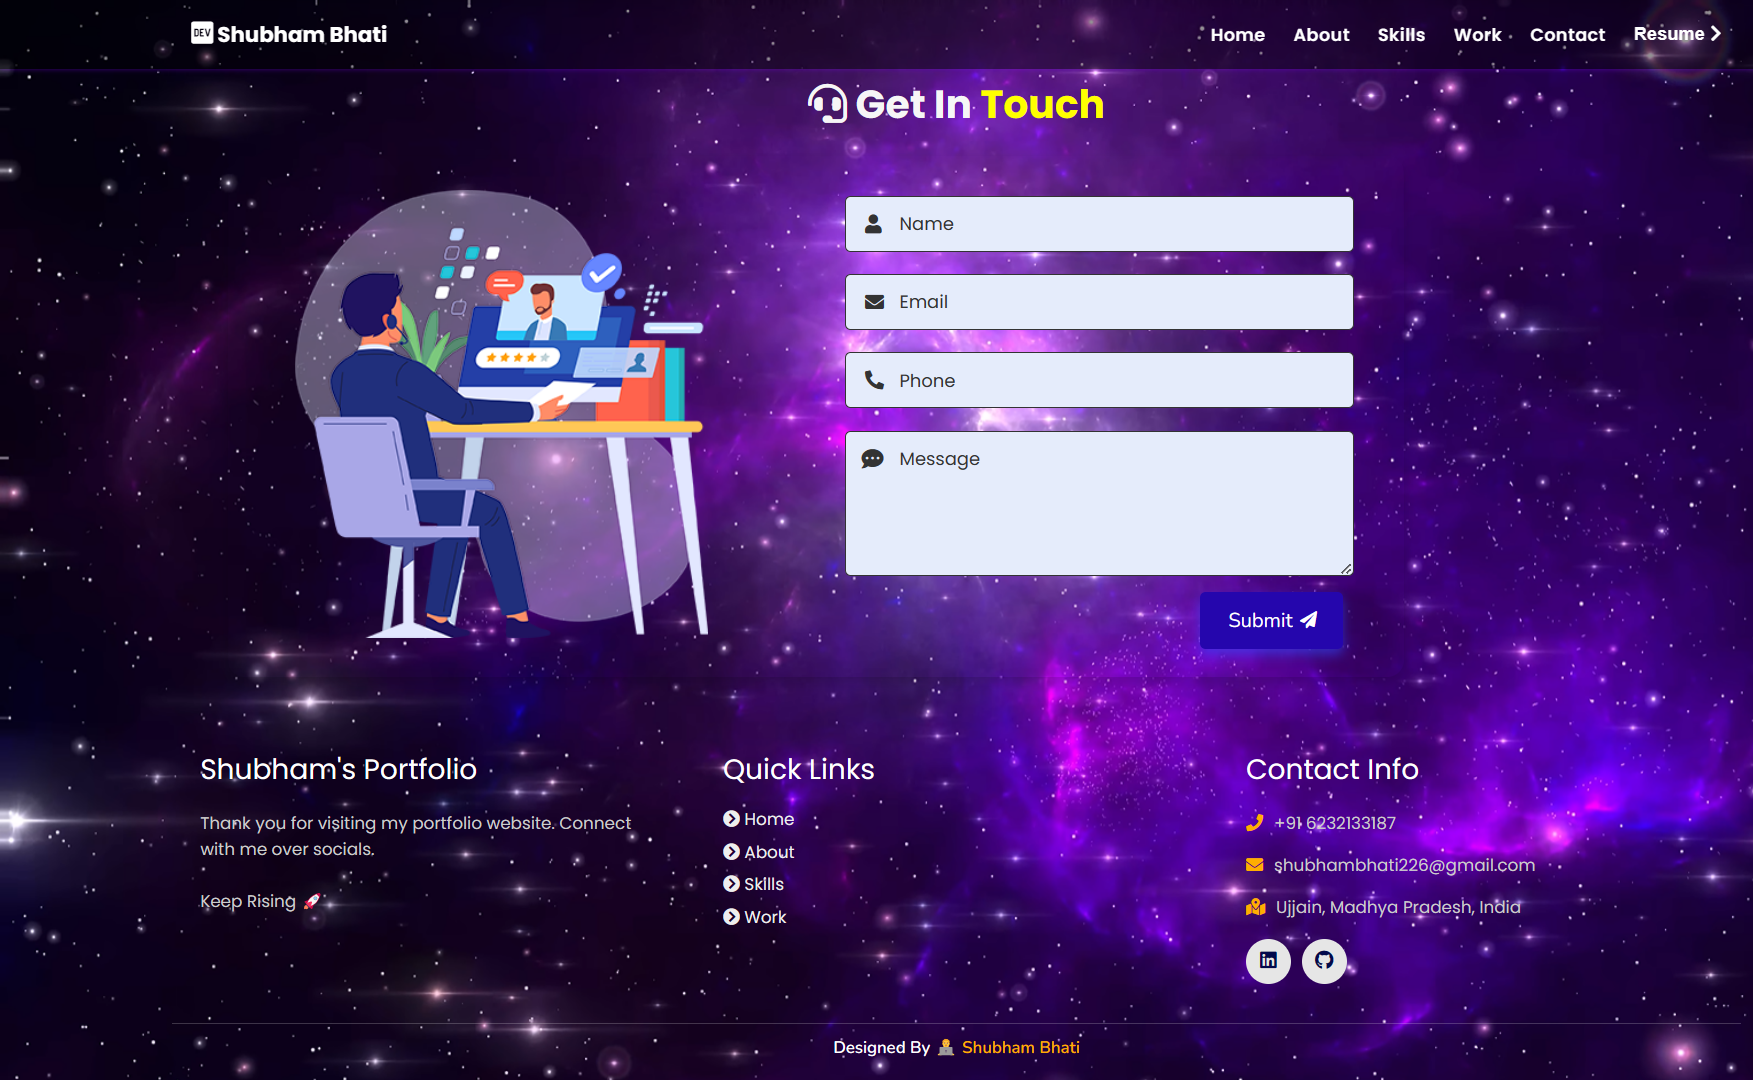 DEV Shubham Bhati
Home About Skills Work Contact Resume
Get In Touch
Name
Email
Phone
Message
Submit
Shubham's Portfolio
Thank you for visiting my portfolio website. Connect
with me over socials.
Keep Rising 🚀
Quick Links
Home
About
Skills
Work
Contact Info
+91 6232133187
shubhambhati226@gmail.com
Ujjain, Madhya Pradesh, India
Designed By 👨‍💻 Shubham Bhati